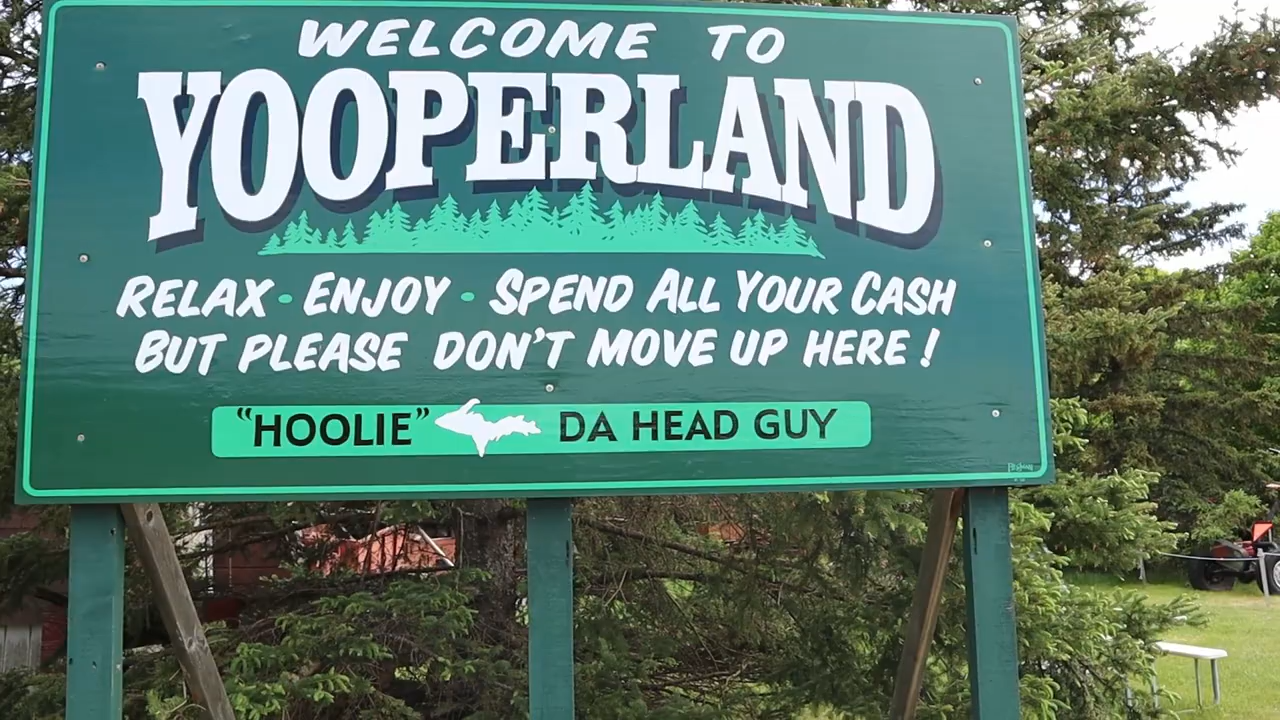 WELCOME TO
YOOPERLAND
RELAX · ENJOY · SPEND ALL YOUR CASH
BUT PLEASE DON'T MOVE UP HERE!
"HOOLIE" DA HEAD GUY